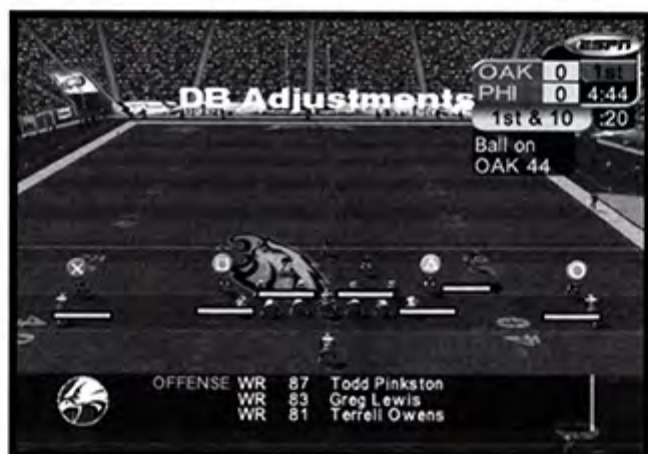 ESPN
OAK 0 1st
PHI 0 4:44
1st & 10 :20
Ball on
OAK 44
DB Adjustments
X
A
O
OFFENSE WR 87 Todd Pinkston
WR 83 Greg Lewis
WR 81 Terrell Owens